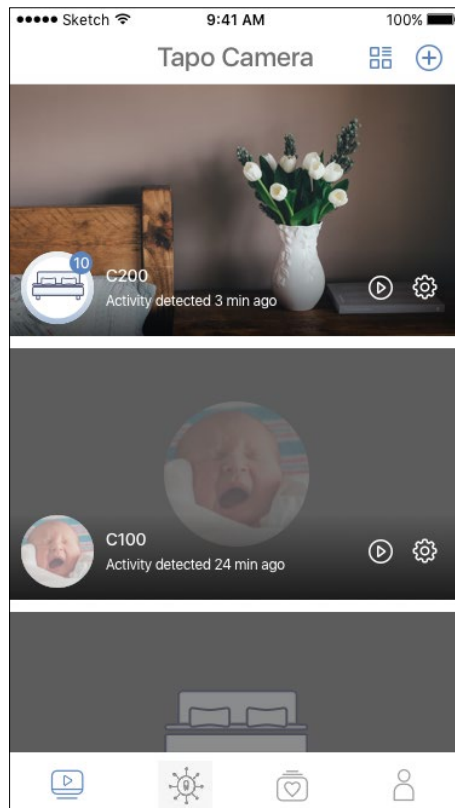 Sketch 9:41 AM 100%
Tapo Camera
10
C200
Activity detected 3 min ago
C100
Activity detected 24 min ago